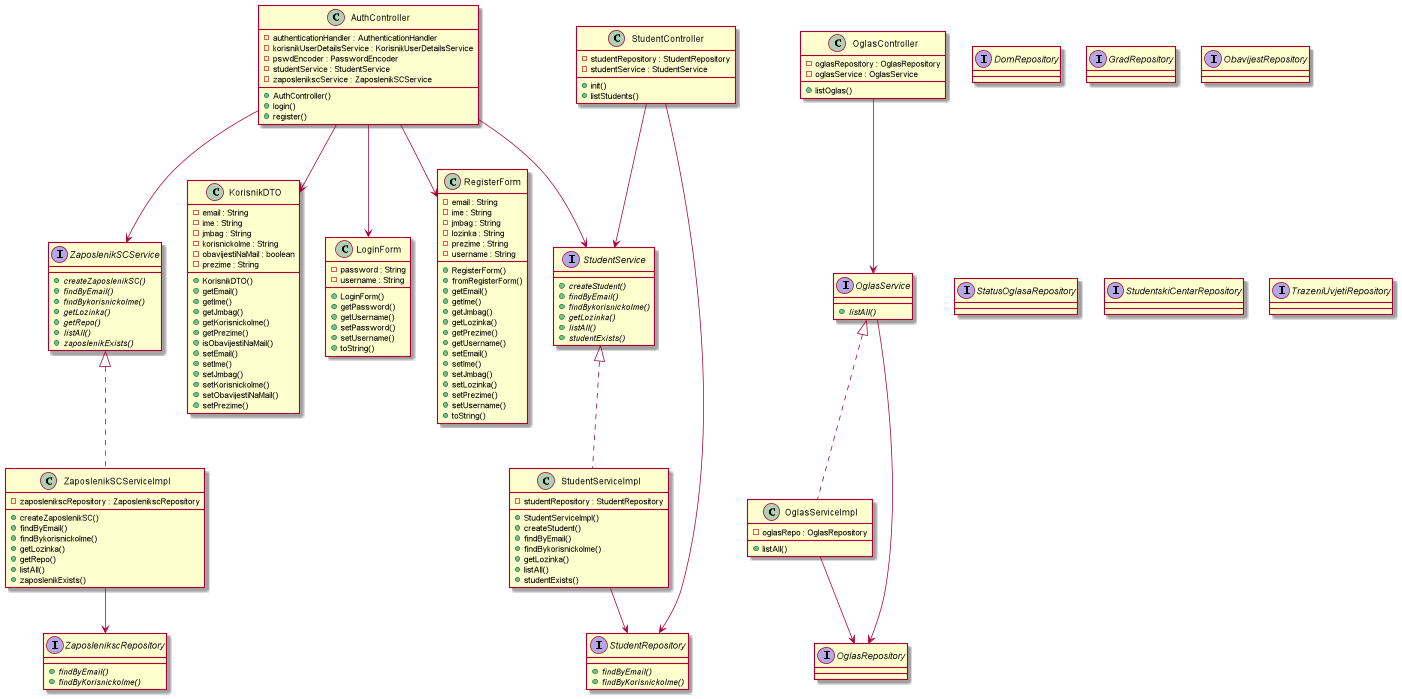 C AuthController
authenticationHandler : AuthenticationHandler
korisnikUserDetailsService : KorisnikUserDetailsService
pswdEncoder : PasswordEncoder
studentService : StudentService
zaposlenikscService : ZaposlenikSCService
AuthController()
login()
register()
C StudentController
studentRepository : StudentRepository
studentService : StudentService
init()
listStudents()
C OglasController
oglasRepository : OglasRepository
oglasService : OglasService
listOglas()
I DomRepository
I GradRepository
I ObavijestRepository
I ZaposlenikSCService
createZaposlenikSC()
findByEmail()
findBykorisnickoIme()
getLozinka()
getRepo()
listAll()
zaposlenikExists()
C KorisnikDTO
email : String
ime : String
jmbag : String
korisnickoIme : String
obavijestiNaMail : boolean
prezime : String
KorisnikDTO()
getEmail()
getIme()
getJmbag()
getKorisnickoIme()
getPrezime()
isObavijestiNaMail()
setEmail()
setIme()
setJmbag()
setKorisnickoIme()
setObavijestiNaMail()
setPrezime()
C LoginForm
password : String
username : String
LoginForm()
getPassword()
getUsername()
setPassword()
setUsername()
toString()
C RegisterForm
email : String
ime : String
jmbag : String
lozinka : String
prezime : String
username : String
RegisterForm()
fromRegisterForm()
getEmail()
getIme()
getJmbag()
getLozinka()
getPrezime()
getUsername()
setEmail()
setIme()
setJmbag()
setLozinka()
setPrezime()
setUsername()
toString()
I StudentService
createStudent()
findByEmail()
findBykorisnickoIme()
getLozinka()
listAll()
studentExists()
I OglasService
listAll()
I StatusOglasaRepository
I StudentskiCentarRepository
I TrazeniUvjetiRepository
C ZaposlenikSCServiceImpl
zaposlenikscRepository : ZaposlenikscRepository
createZaposlenikSC()
findByEmail()
findBykorisnickoIme()
getLozinka()
getRepo()
listAll()
zaposlenikExists()
C StudentServiceImpl
studentRepository : StudentRepository
StudentServiceImpl()
createStudent()
findByEmail()
findBykorisnickoIme()
getLozinka()
listAll()
studentExists()
C OglasServiceImpl
oglasRepo : OglasRepository
listAll()
I ZaposlenikscRepository
findByEmail()
findByKorisnickoIme()
I StudentRepository
findByEmail()
findByKorisnickoIme()
I OglasRepository